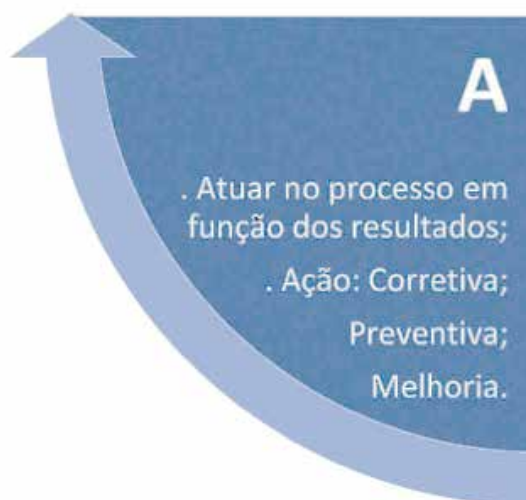 A
. Atuar no processo em
função dos resultados;
. Ação: Corretiva;
Preventiva;
Melhoria.